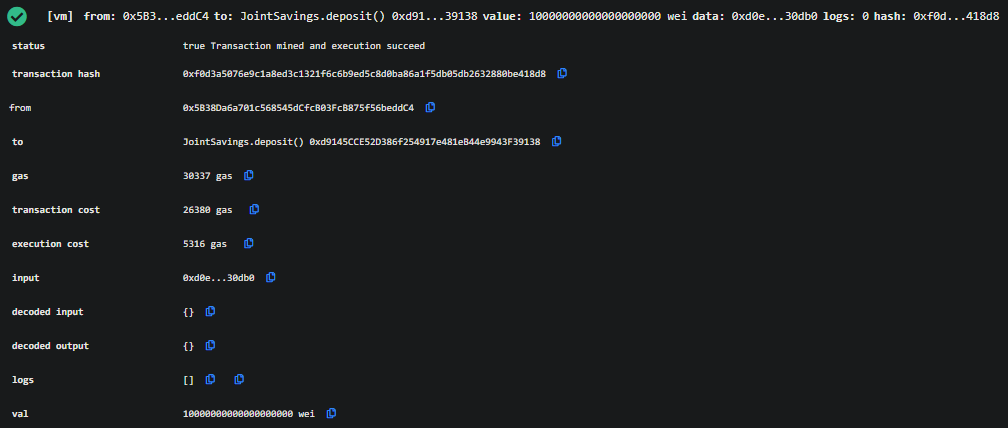 [vm] from: 0x5B3...eddC4 to: JointSavings.deposit() 0xd91...39138 value: 10000000000000000000 wei data: 0xd0e...30db0 logs: 0 hash: 0xf0d...418d8
status true Transaction mined and execution succeed
transaction hash 0xf0d3a5076e9c1a8ed3c1321f6c6b9ed5c8d0ba86a1f5db05db2632880be418d8
from 0x5B38Da6a701c568545dCfcB03FcB875f56beddC4
to JointSavings.deposit() 0xd9145CCE52D386f254917e481eB44e9943F39138
gas 30337 gas
transaction cost 26380 gas
execution cost 5316 gas
input 0xd0e...30db0
decoded input {}
decoded output {}
logs []
val 10000000000000000000 wei